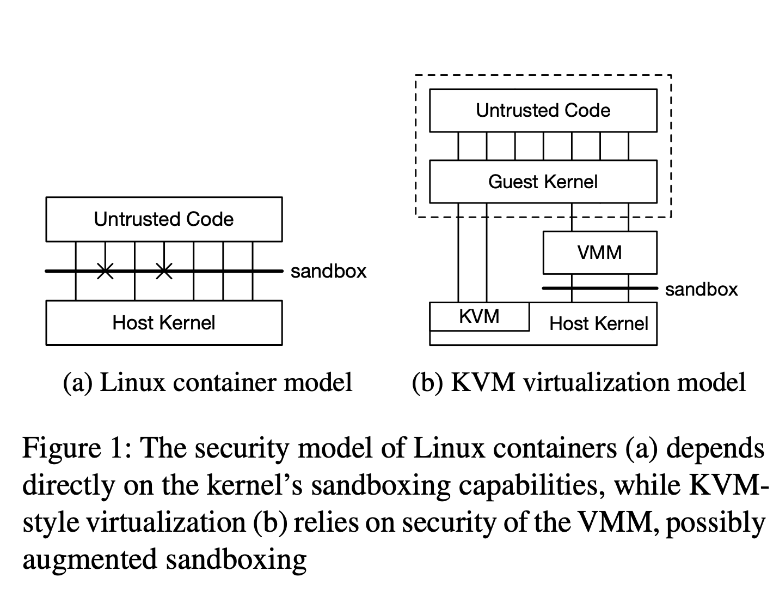 Untrusted Code
Guest Kernel
Untrusted Code
VMM
sandbox
sandbox
Host Kernel
KVM
Host Kernel
(a) Linux container model
(b) KVM virtualization model
Figure 1: The security model of Linux containers (a) depends
directly on the kernel’s sandboxing capabilities, while KVM-
style virtualization (b) relies on security of the VMM, possibly
augmented sandboxing